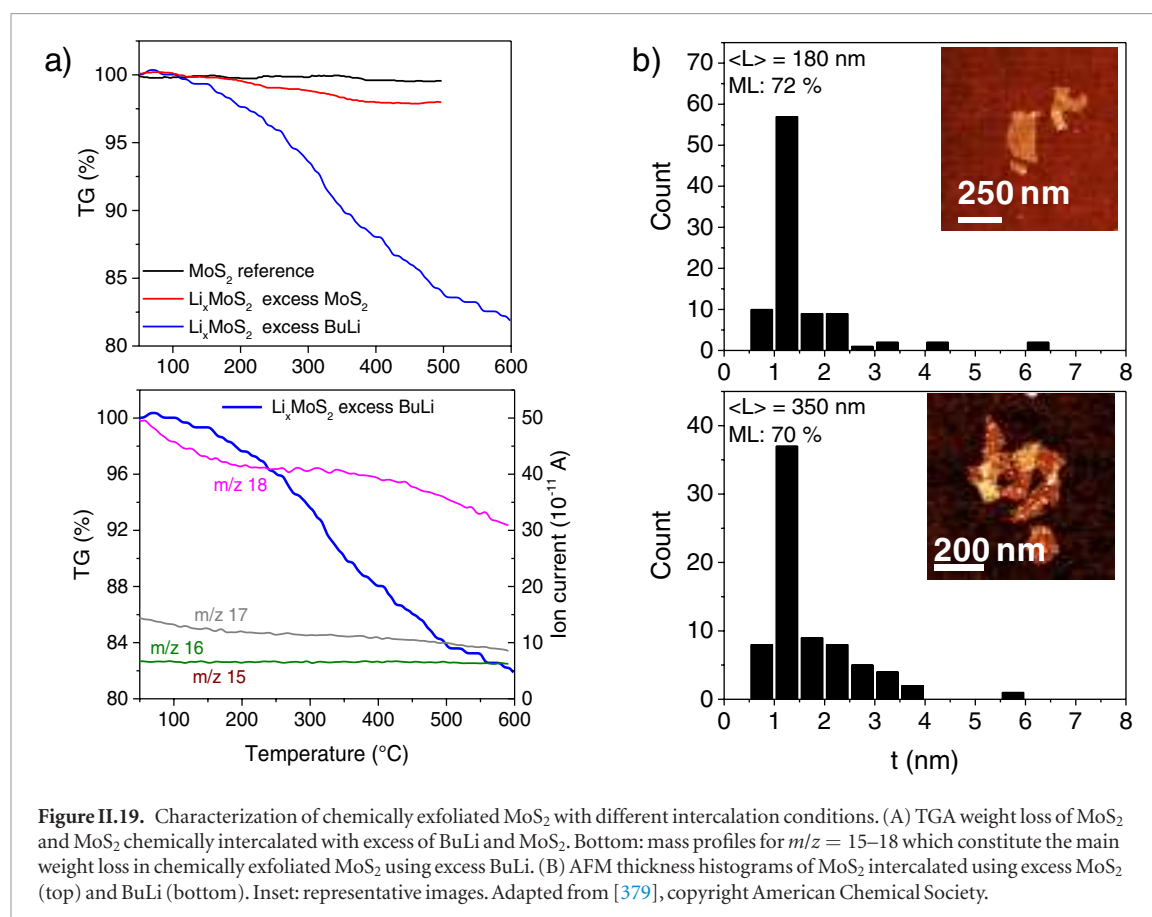 a)
100
95
90
85
80
TG (%)
MoS₂ reference
LiₓMoS₂ excess MoS₂
LiₓMoS₂ excess BuLi
100 200 300 400 500 600
100
96
92
88
84
80
TG (%)
LiₓMoS₂ excess BuLi
m/z 18
m/z 17
m/z 16
m/z 15
50
40
30
20
10
0
Ion current (10⁻¹¹ A)
100 200 300 400 500 600
Temperature (°C)
b)
70
60
50
40
30
20
10
0
Count
<L> = 180 nm
ML: 72 %
250 nm
0 1 2 3 4 5 6 7 8
40
30
20
10
0
Count
<L> = 350 nm
ML: 70 %
200 nm
0 1 2 3 4 5 6 7 8
t (nm)
Figure II.19. Characterization of chemically exfoliated MoS₂ with different intercalation conditions. (A) TGA weight loss of MoS₂
and MoS₂ chemically intercalated with excess of BuLi and MoS₂. Bottom: mass profiles for m/z = 15–18 which constitute the main
weight loss in chemically exfoliated MoS₂ using excess BuLi. (B) AFM thickness histograms of MoS₂ intercalated using excess MoS₂
(top) and BuLi (bottom). Inset: representative images. Adapted from [379], copyright American Chemical Society.